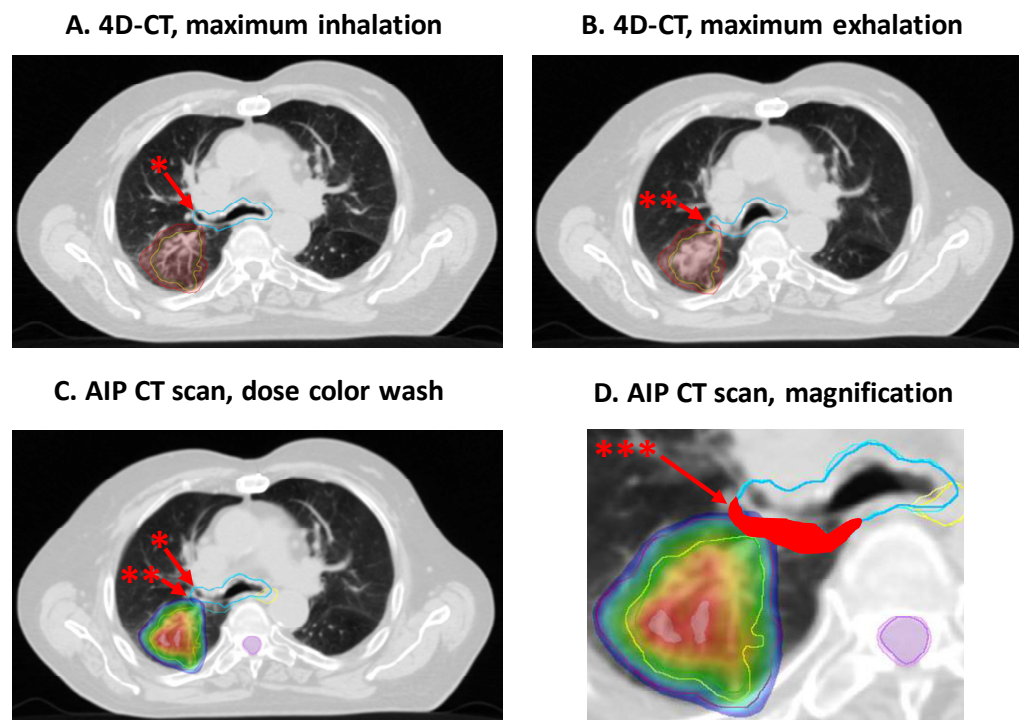 A. 4D-CT, maximum inhalation
B. 4D-CT, maximum exhalation
*
**
C. AIP CT scan, dose color wash
D. AIP CT scan, magnification
*
**
***